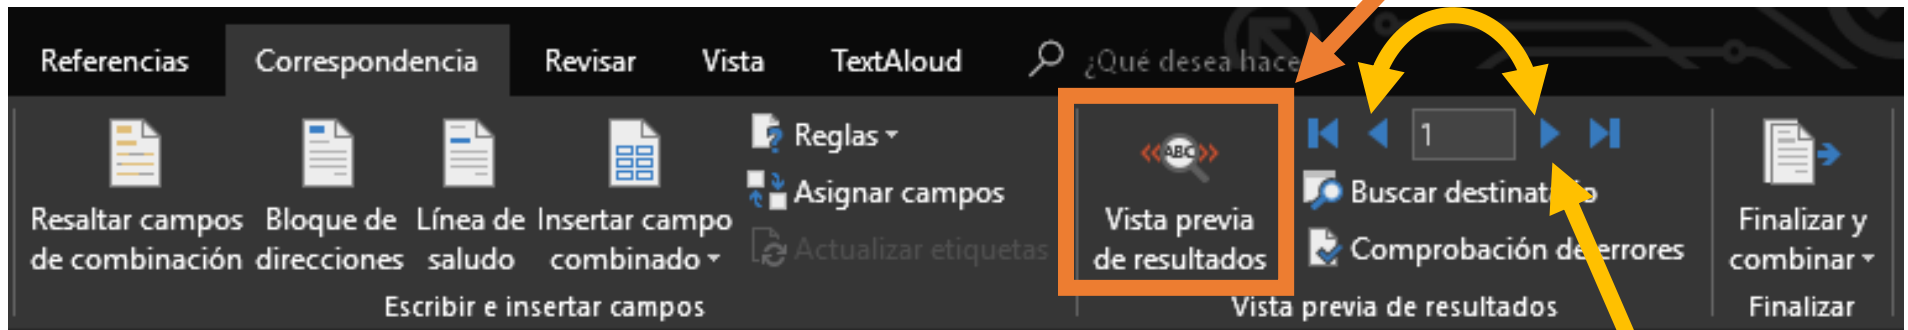 Referencias Correspondencia Revisar Vista TextAloud ¿Qué desea hace
Resaltar campos de combinación
Bloque de direcciones
Línea de saludo
Insertar campo combinado
Reglas
Asignar campos
Actualizar etiquetas
Escribir e insertar campos
«ABC»
Vista previa de resultados
1
Buscar destinatario
Comprobación de errores
Vista previa de resultados
Finalizar y combinar
Finalizar